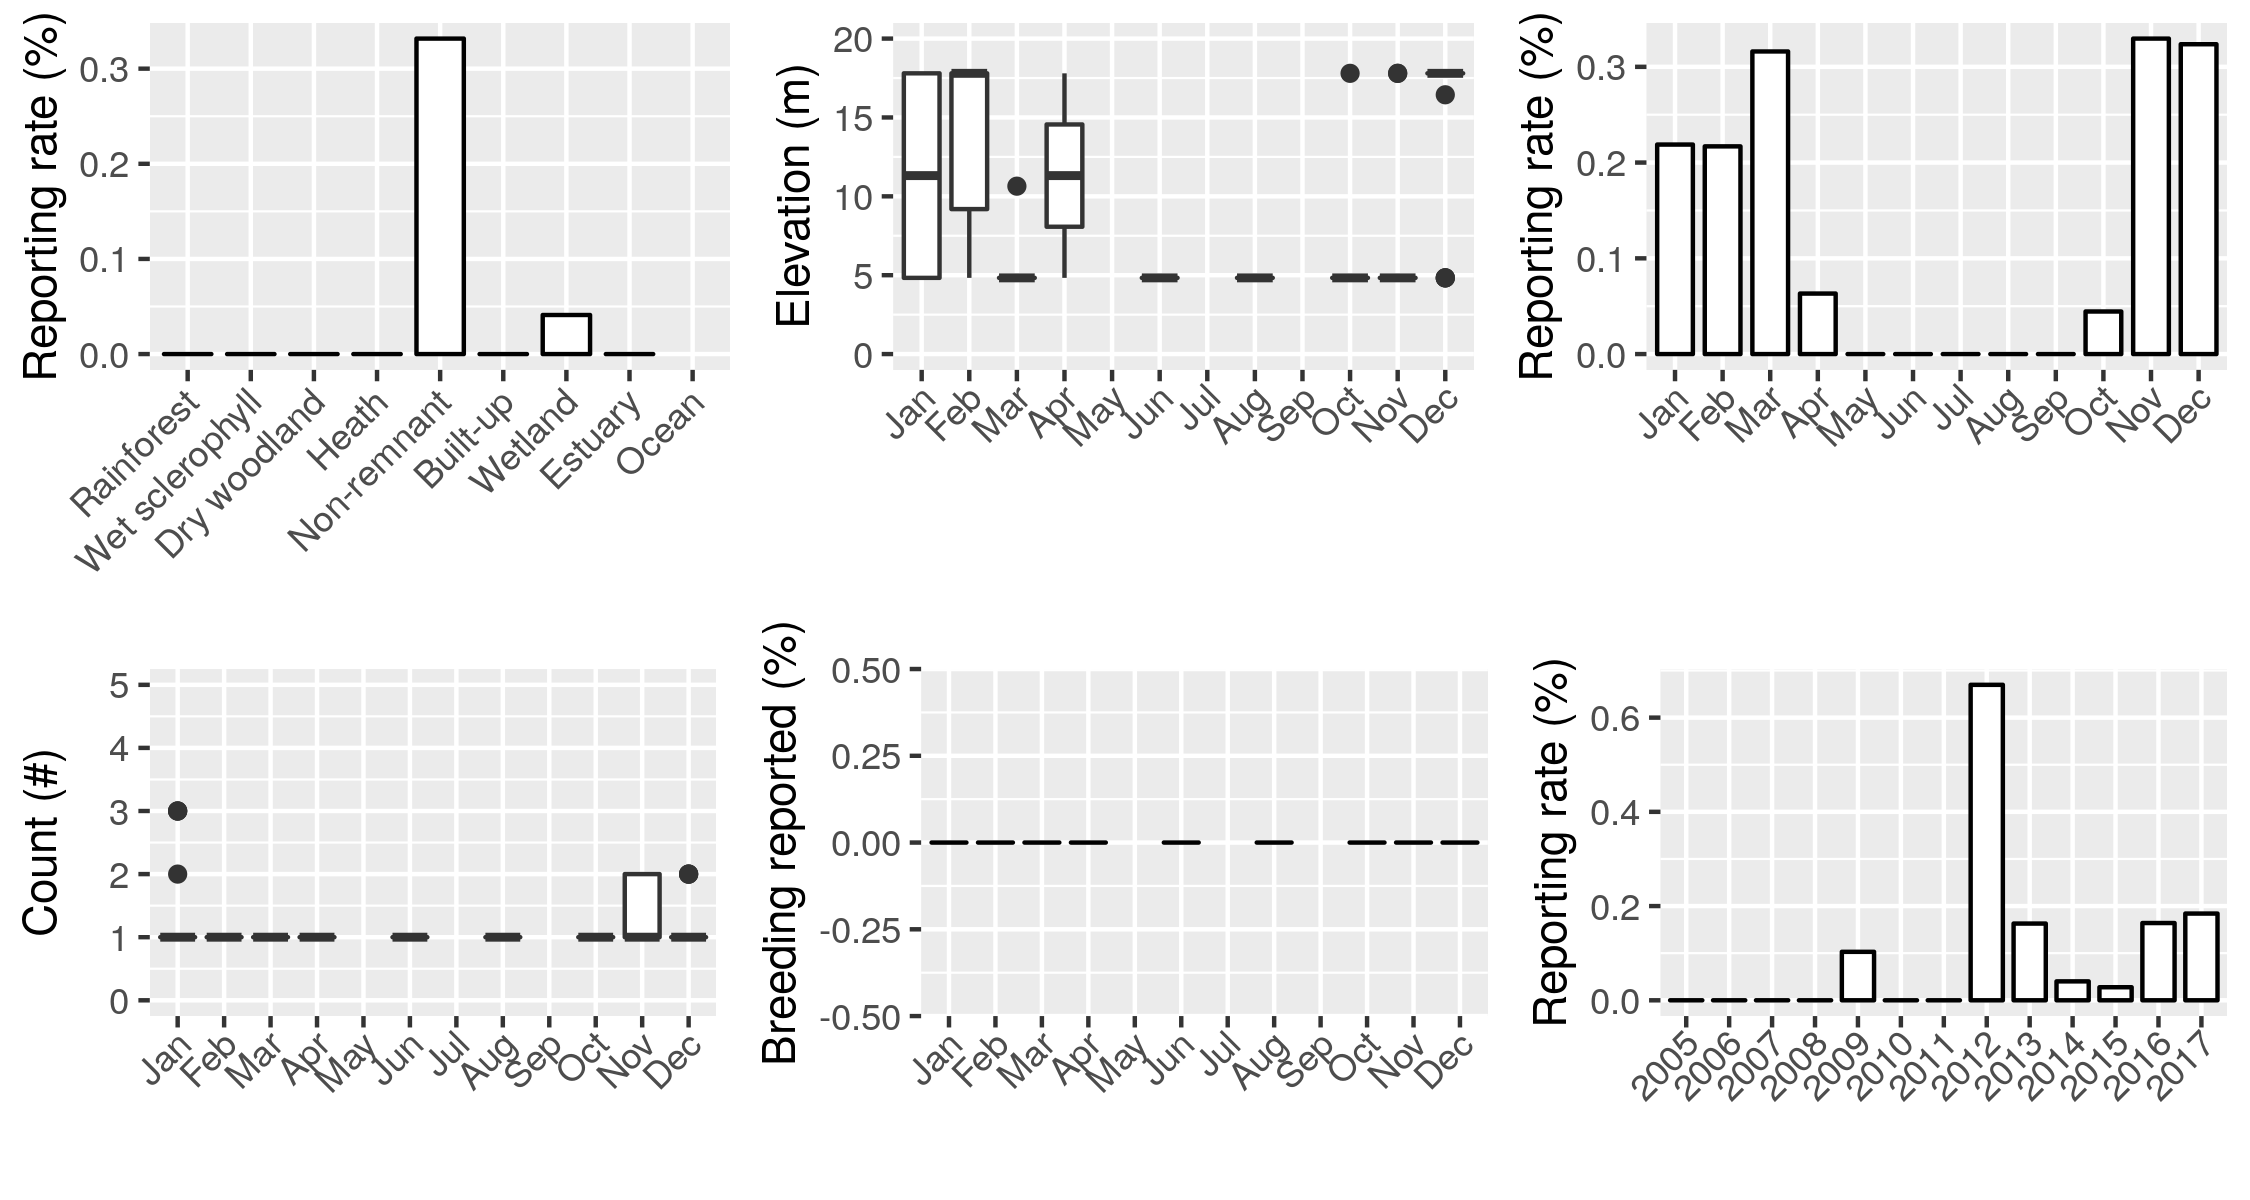 Reporting rate (%)
0.3
0.2
0.1
0.0
Rainforest
Wet sclerophyll
Dry woodland
Heath
Non-remnant
Built-up
Wetland
Estuary
Ocean
Elevation (m)
20
15
10
5
0
Jan
Feb
Mar
Apr
May
Jun
Jul
Aug
Sep
Oct
Nov
Dec
Reporting rate (%)
0.3
0.2
0.1
0.0
Jan
Feb
Mar
Apr
May
Jun
Jul
Aug
Sep
Oct
Nov
Dec
Count (#)
5
4
3
2
1
0
Jan
Feb
Mar
Apr
May
Jun
Jul
Aug
Sep
Oct
Nov
Dec
Breeding reported (%)
0.50
0.25
0.00
-0.25
-0.50
Jan
Feb
Mar
Apr
May
Jun
Jul
Aug
Sep
Oct
Nov
Dec
Reporting rate (%)
0.6
0.4
0.2
0.0
2005
2006
2007
2008
2009
2010
2011
2012
2013
2014
2015
2016
2017